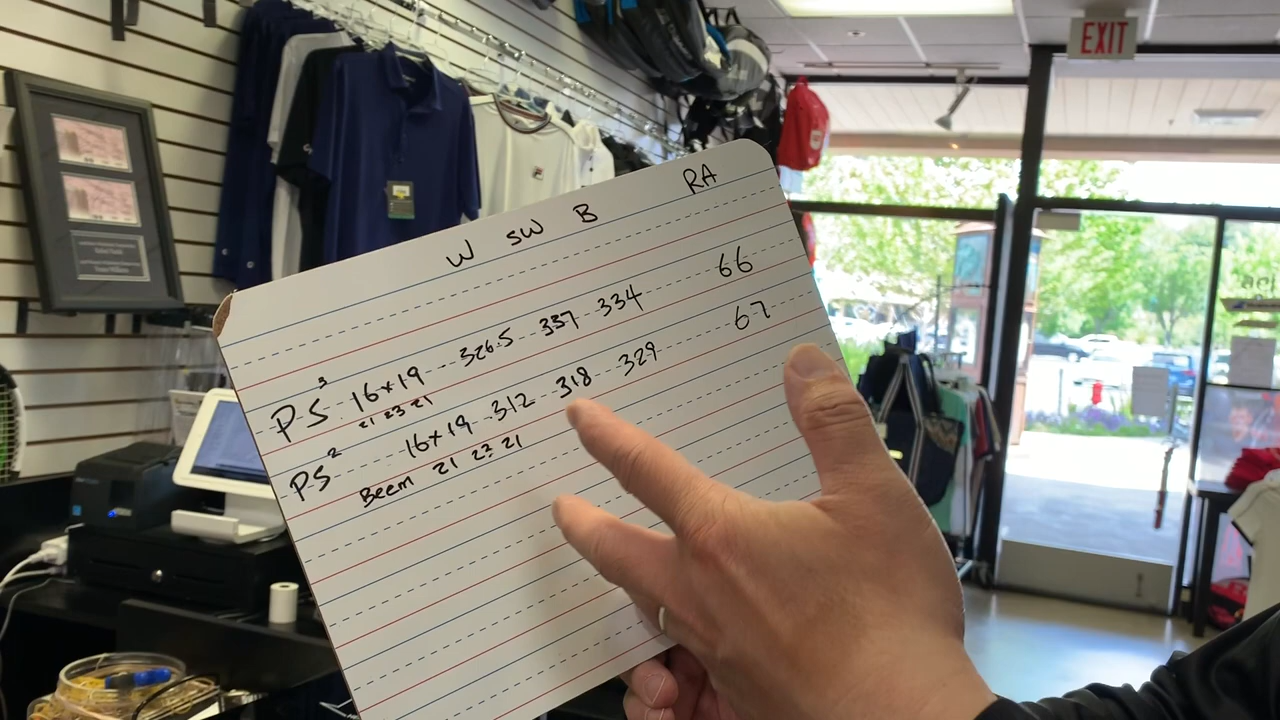 EXIT
W SW B RA
PS³ 16x19 326.5 337 334 66
21 23 21
PS² 16x19 312 318 329 67
Beem 21 23 21